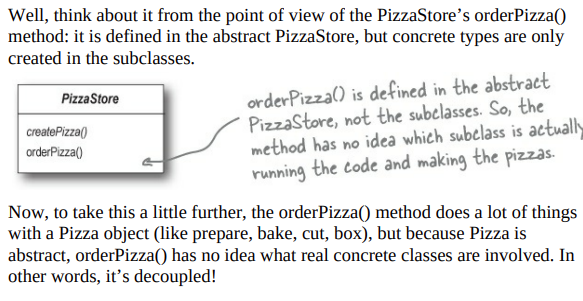 Well, think about it from the point of view of the PizzaStore’s orderPizza()
method: it is defined in the abstract PizzaStore, but concrete types are only
created in the subclasses.
PizzaStore
createPizza()
orderPizza()
orderPizza() is defined in the abstract
PizzaStore, not the subclasses. So, the
method has no idea which subclass is actually
running the code and making the pizzas.
Now, to take this a little further, the orderPizza() method does a lot of things
with a Pizza object (like prepare, bake, cut, box), but because Pizza is
abstract, orderPizza() has no idea what real concrete classes are involved. In
other words, it’s decoupled!